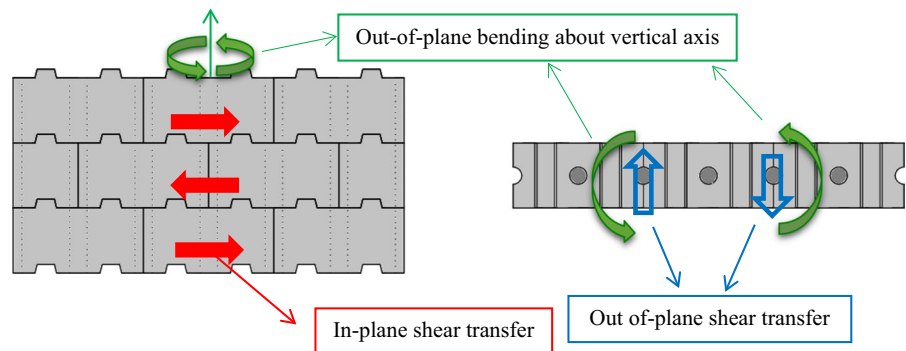 Out-of-plane bending about vertical axis
In-plane shear transfer
Out of-plane shear transfer